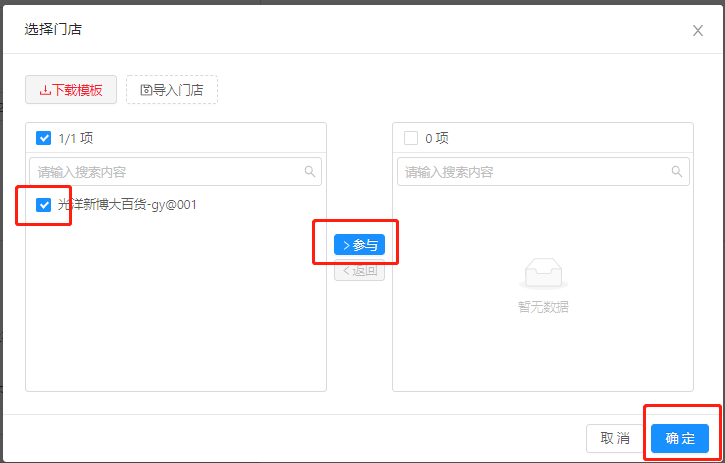 选择门店
下载模板 导入门店
1/1 项
请输入搜索内容
光洋新博大百货-gy@001
参与
返回
0 项
请输入搜索内容
暂无数据
取 消 确 定